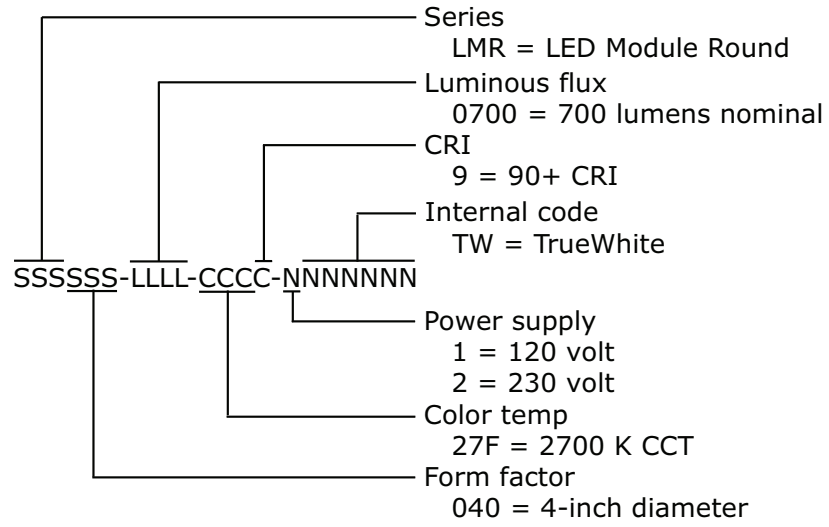 Series
LMR = LED Module Round
Luminous flux
0700 = 700 lumens nominal
CRI
9 = 90+ CRI
Internal code
TW = TrueWhite
SSSSSS-LLLL-CCCC-NNNNNNN
Power supply
1 = 120 volt
2 = 230 volt
Color temp
27F = 2700 K CCT
Form factor
040 = 4-inch diameter